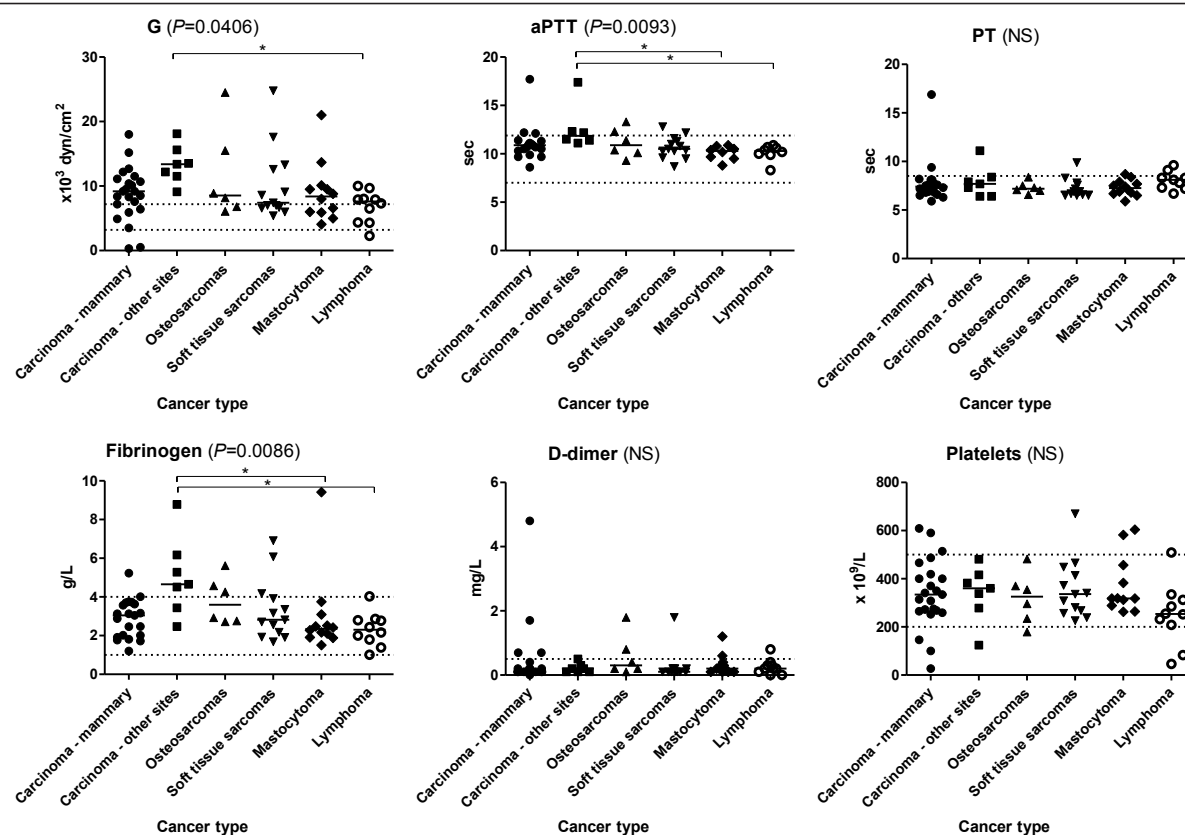 G (P=0.0406)
*
x10³ dyn/cm²
30
20
10
0
Carcinoma - mammary
Carcinoma - other sites
Osteosarcomas
Soft tissue sarcomas
Mastocytoma
Lymphoma
Cancer type
aPTT (P=0.0093)
*
*
sec
20
15
10
5
0
Carcinoma - mammary
Carcinoma - other sites
Osteosarcomas
Soft tissue sarcomas
Mastocytoma
Lymphoma
Cancer type
PT (NS)
sec
20
15
10
5
0
Carcinoma - mammary
Carcinoma - others
Osteosarcomas
Soft tissue sarcomas
Mastocytoma
Lymphoma
Cancer type
Fibrinogen (P=0.0086)
*
*
g/L
10
8
6
4
2
0
Carcinoma - mammary
Carcinoma - other sites
Osteosarcomas
Soft tissue sarcomas
Mastocytoma
Lymphoma
Cancer type
D-dimer (NS)
mg/L
6
4
2
0
Carcinoma - mammary
Carcinoma - other sites
Osteosarcomas
Soft tissue sarcomas
Mastocytoma
Lymphoma
Cancer type
Platelets (NS)
x 10⁹/L
800
600
400
200
0
Carcinoma - mammary
Carcinoma - other sites
Osteosarcomas
Soft tissue sarcomas
Mastocytoma
Lymphoma
Cancer type